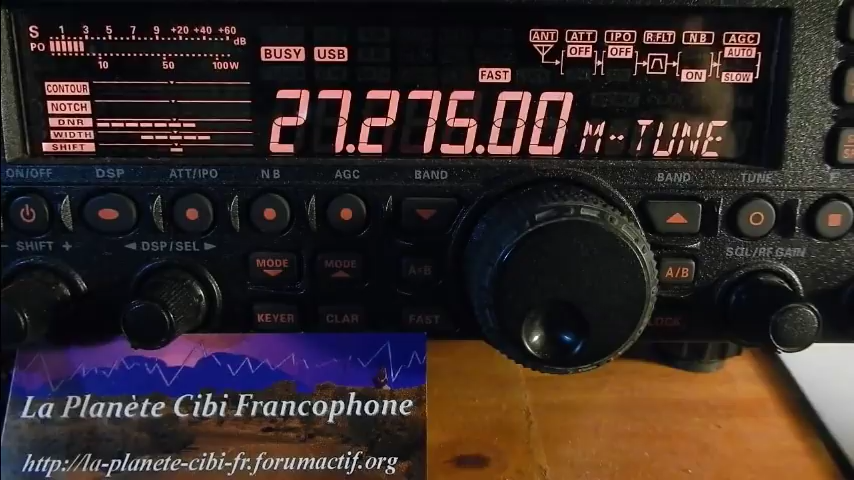 S 1 3 5 7 9 +20 +40 +60 dB
PO 10 50 100W
BUSY USB
ANT ATT IPO R.FLT NB AGC
OFF OFF AUTO
ON SLOW
FAST
CONTOUR
NOTCH
DNR
WIDTH
SHIFT
27.275.00 M--TUNE
ON/OFF DSP ATT/IPO NB AGC BAND BAND TUNE
- SHIFT + DSP/SEL SQL/RF GAIN
MODE MODE A▸B A/B
KEYER CLAR FAST LOCK
La Planète Cibi Francophone
http://la-planete-cibi-fr.forumactif.org